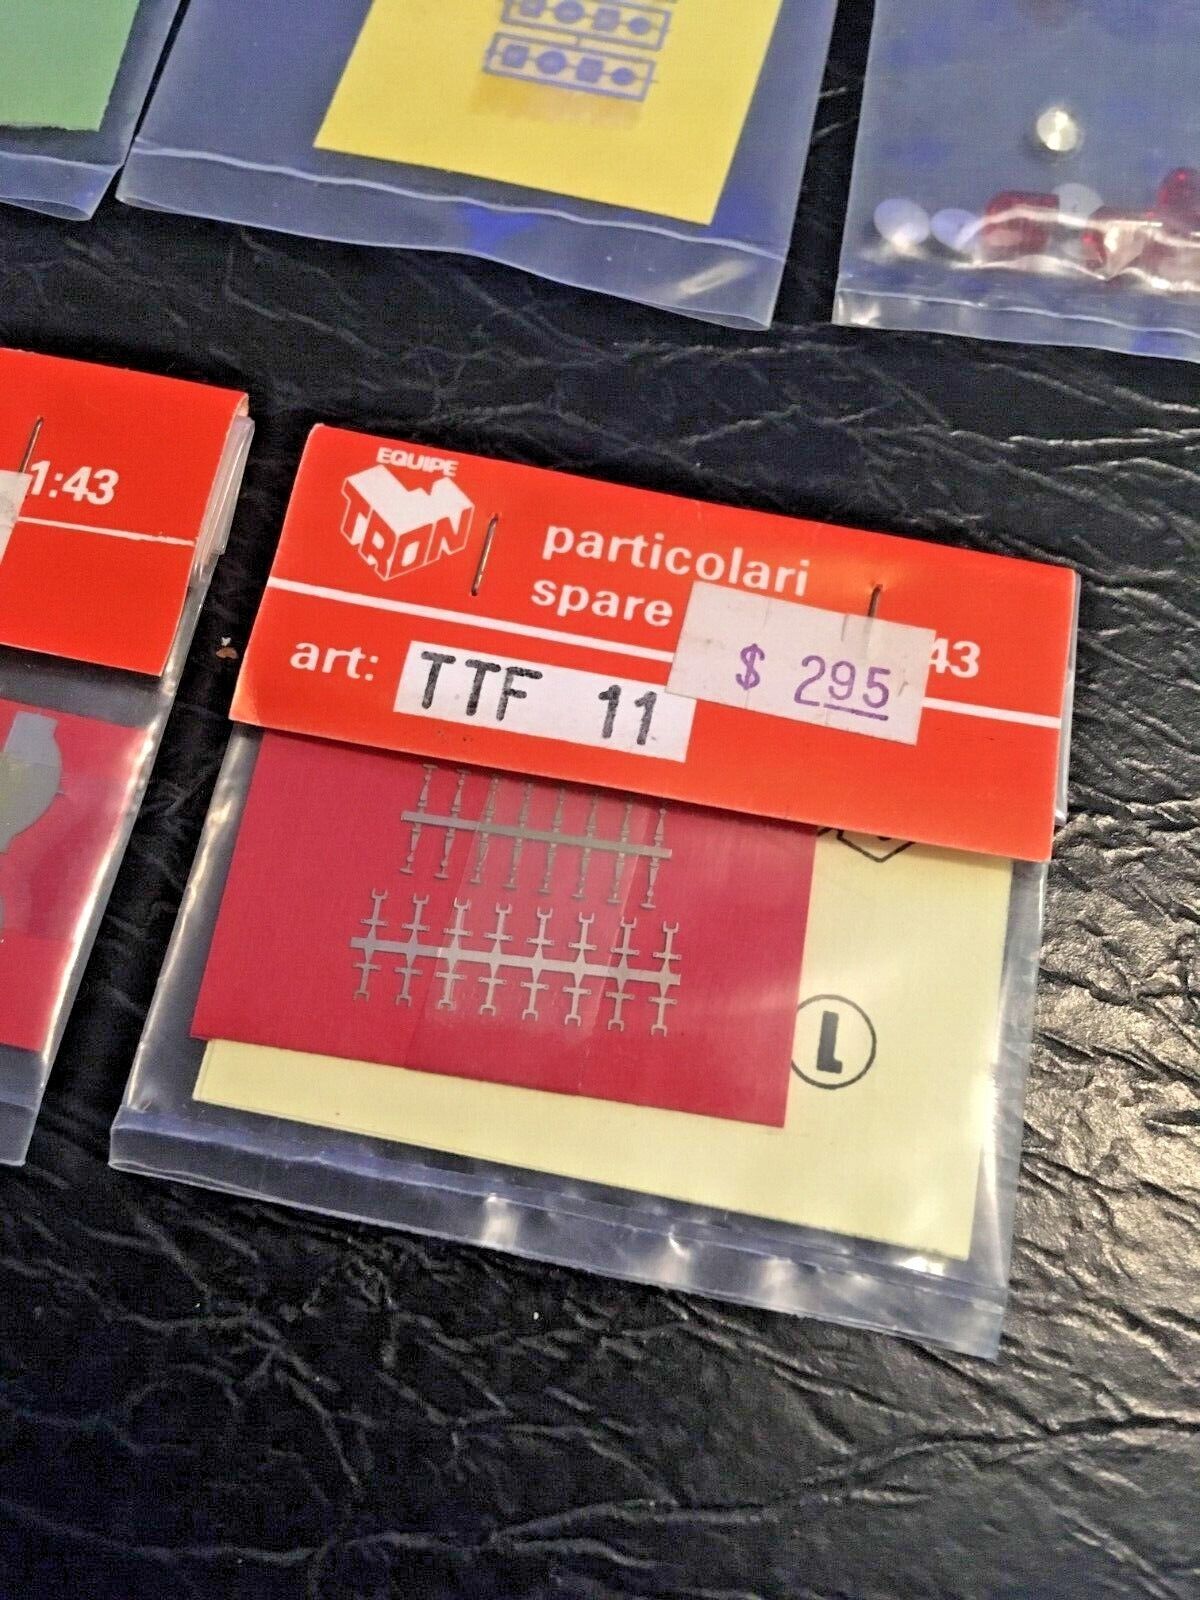 1:43
EQUIPE
TRON
particolari
spare
43
art: TTF 11
$ 295
L